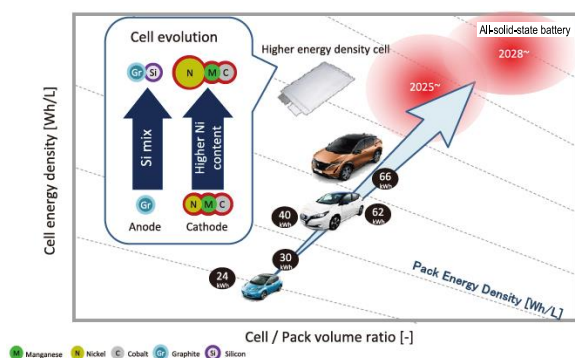 Cell evolution
Gr Si
N M C
Si mix
Higher Ni content
Gr
N M C
Anode
Cathode
Higher energy density cell
All-solid-state battery
2028~
2025~
66 kWh
40 kWh
62 kWh
30 kWh
24 kWh
Pack Energy Density [Wh/L]
Cell energy density [Wh/L]
Cell / Pack volume ratio [-]
M Manganese N Nickel C Cobalt Gr Graphite Si Silicon